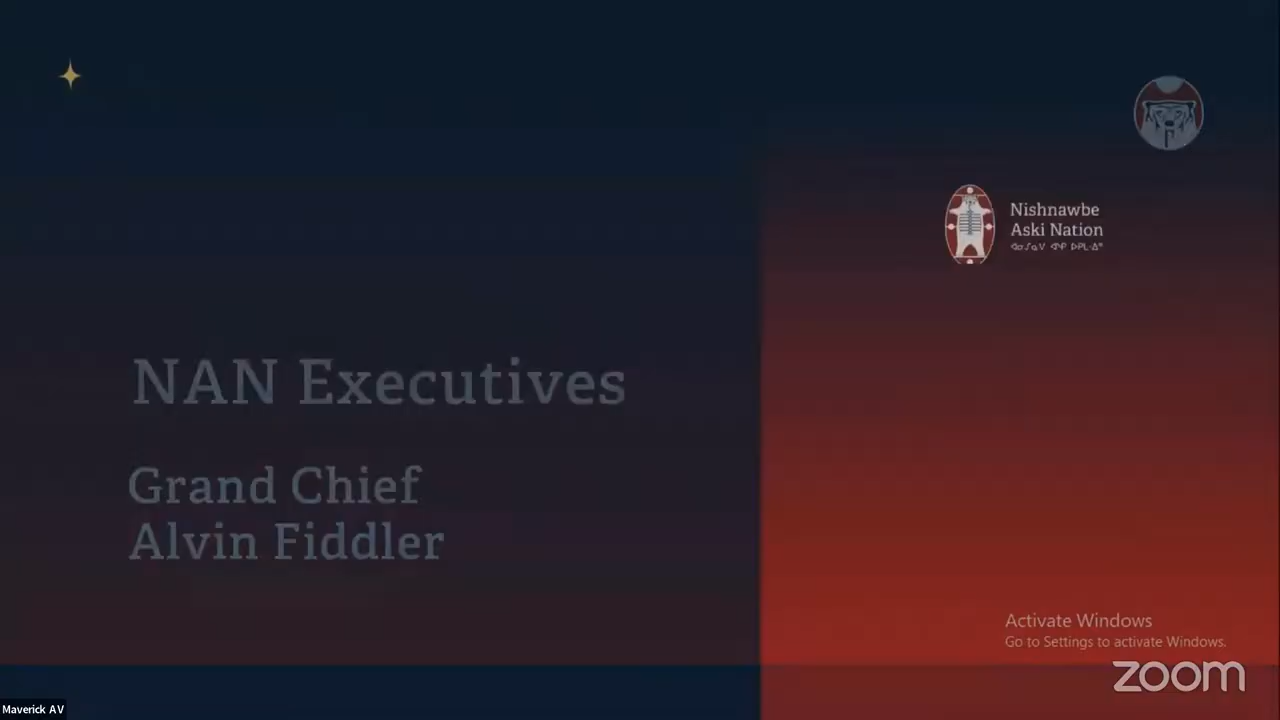 Nishnawbe
Aski Nation
NAN Executives
Grand Chief
Alvin Fiddler
Activate Windows
Go to Settings to activate Windows.
zoom
Maverick AV